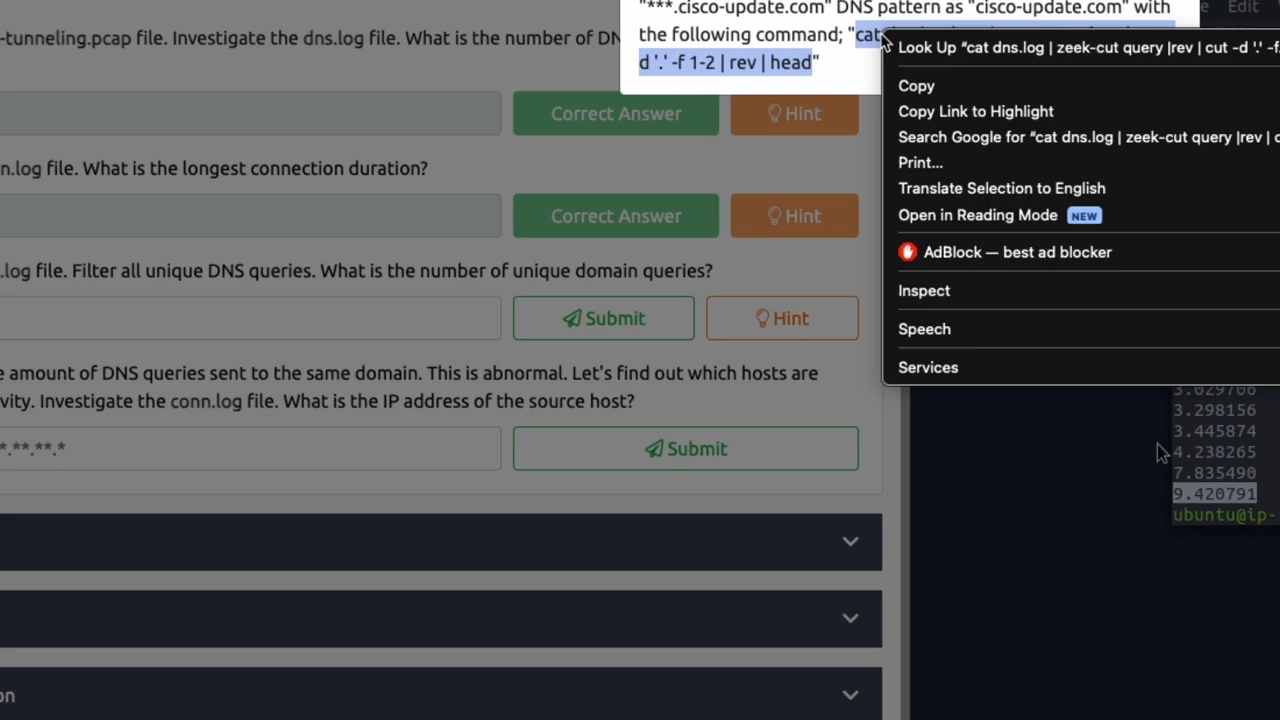 "***.cisco-update.com" DNS pattern as "cisco-update.com" with
the following command; "cat
d '.' -f 1-2 | rev | head"
Edit
-tunneling.pcap file. Investigate the dns.log file. What is the number of DN
Correct Answer
Hint
n.log file. What is the longest connection duration?
Correct Answer
Hint
.log file. Filter all unique DNS queries. What is the number of unique domain queries?
Submit
Hint
e amount of DNS queries sent to the same domain. This is abnormal. Let's find out which hosts are
vity. Investigate the conn.log file. What is the IP address of the source host?
*.**.**.*
Submit
on
Look Up “cat dns.log | zeek-cut query |rev | cut -d '.' -f
Copy
Copy Link to Highlight
Search Google for “cat dns.log | zeek-cut query |rev | c
Print...
Translate Selection to English
Open in Reading Mode NEW
AdBlock — best ad blocker
Inspect
Speech
Services
3.029706
3.298156
3.445874
4.238265
7.835490
9.420791
ubuntu@ip-